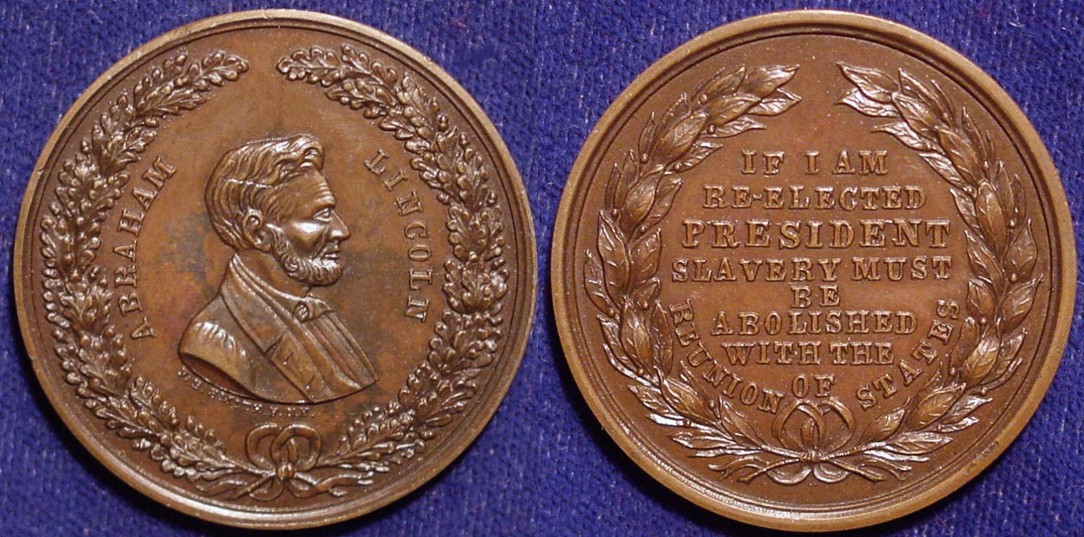 ABRAHAM LINCOLN
IF I AM
RE-ELECTED
PRESIDENT
SLAVERY MUST
BE
ABOLISHED
WITH THE
REUNION OF STATES